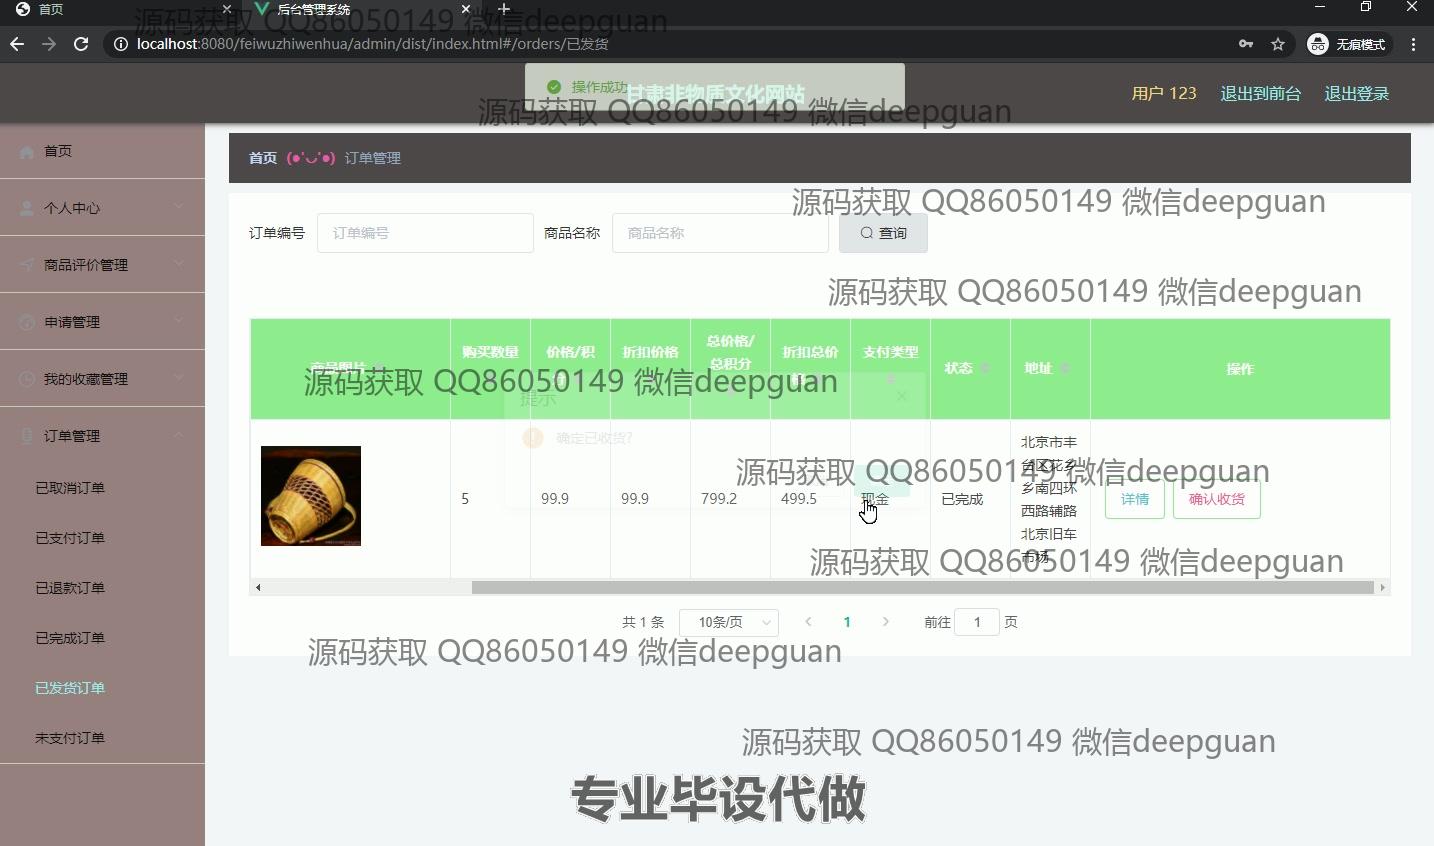 首页
后台管理系统
源码获取 QQ86050149 微信deepguan
localhost:8080/feiwuzhiwenhua/admin/dist/index.html#/orders/已发货
无痕模式
操作成功
甘肃非物质文化网站
用户 123
退出到前台
退出登录
源码获取 QQ86050149 微信deepguan
首页
个人中心
商品评价管理
申请管理
我的收藏管理
订单管理
已取消订单
已支付订单
已退款订单
已完成订单
已发货订单
未支付订单
首页 (●'◡'●) 订单管理
源码获取 QQ86050149 微信deepguan
订单编号
订单编号
商品名称
商品名称
查询
源码获取 QQ86050149 微信deepguan
商品图片
购买数量
价格/积分
折扣价格
总价格/
总积分
折扣总价格
支付类型
状态
地址
操作
源码获取 QQ86050149 微信deepguan
提示
确定已收货?
源码获取 QQ86050149 微信deepguan
5
99.9
99.9
799.2
499.5
现金
已完成
北京市丰
台区花乡
乡南四环
西路辅路
北京旧车
市场
详情
确认收货
源码获取 QQ86050149 微信deepguan
共 1 条
10条/页
1
前往 1 页
源码获取 QQ86050149 微信deepguan
源码获取 QQ86050149 微信deepguan
专业毕设代做